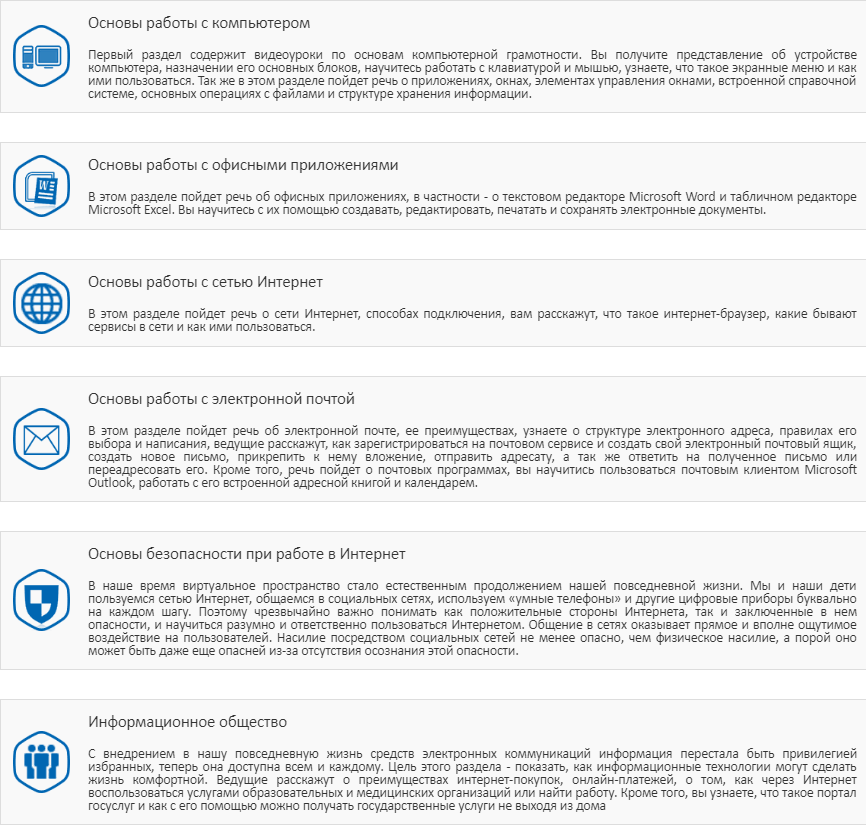 Основы работы с компьютером
Первый раздел содержит видеоуроки по основам компьютерной грамотности. Вы получите представление об устройстве
компьютера, назначении его основных блоков, научитесь работать с клавиатурой и мышью, узнаете, что такое экранные меню и как
ими пользоваться. Так же в этом разделе пойдет речь о приложениях, окнах, элементах управления окнами, встроенной справочной
системе, основных операциях с файлами и структуре хранения информации.
Основы работы с офисными приложениями
В этом разделе пойдет речь об офисных приложениях, в частности - о текстовом редакторе Microsoft Word и табличном редакторе
Microsoft Excel. Вы научитесь с их помощью создавать, редактировать, печатать и сохранять электронные документы.
Основы работы с сетью Интернет
В этом разделе пойдет речь о сети Интернет, способах подключения, вам расскажут, что такое интернет-браузер, какие бывают
сервисы в сети и как ими пользоваться.
Основы работы с электронной почтой
В этом разделе пойдет речь об электронной почте, ее преимуществах, узнаете о структуре электронного адреса, правилах его
выбора и написания, ведущие расскажут, как зарегистрироваться на почтовом сервисе и создать свой электронный почтовый ящик,
создать новое письмо, прикрепить к нему вложение, отправить адресату, а так же ответить на полученное письмо или
переадресовать его. Кроме того, речь пойдет о почтовых программах, вы научитись пользоваться почтовым клиентом Microsoft
Outlook, работать с его встроенной адресной книгой и календарем.
Основы безопасности при работе в Интернет
В наше время виртуальное пространство стало естественным продолжением нашей повседневной жизни. Мы и наши дети
пользуемся сетью Интернет, общаемся в социальных сетях, используем «умные телефоны» и другие цифровые приборы буквально
на каждом шагу. Поэтому чрезвычайно важно понимать как положительные стороны Интернета, так и заключенные в нем
опасности, и научиться разумно и ответственно пользоваться Интернетом. Общение в сетях оказывает прямое и вполне ощутимое
воздействие на пользователей. Насилие посредством социальных сетей не менее опасно, чем физическое насилие, а порой оно
может быть даже еще опасней из-за отсутствия осознания этой опасности.
Информационное общество
С внедрением в нашу повседневную жизнь средств электронных коммуникаций информация перестала быть привилегией
избранных, теперь она доступна всем и каждому. Цель этого раздела - показать, как информационные технологии могут сделать
жизнь комфортной. Ведущие расскажут о преимуществах интернет-покупок, онлайн-платежей, о том, как через Интернет
воспользоваться услугами образовательных и медицинских организаций или найти работу. Кроме того, вы узнаете, что такое портал
госуслуг и как с его помощью можно получать государственные услуги не выходя из дома